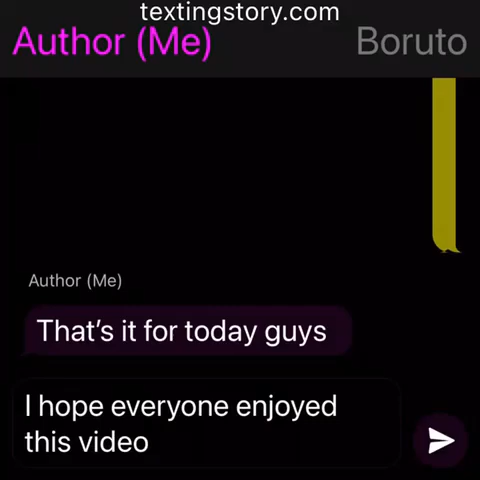 textingstory.com
Author (Me) Boruto
Author (Me)
That’s it for today guys
I hope everyone enjoyed
this video